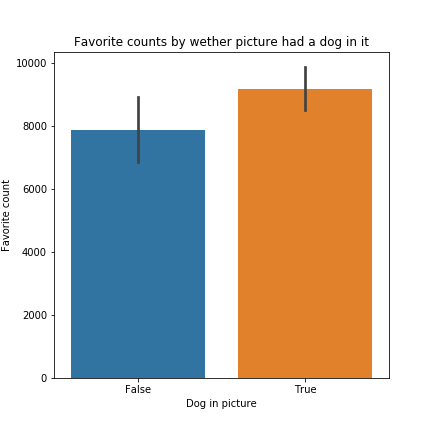 Favorite counts by wether picture had a dog in it
10000
8000
6000
4000
2000
0
Favorite count
False
True
Dog in picture